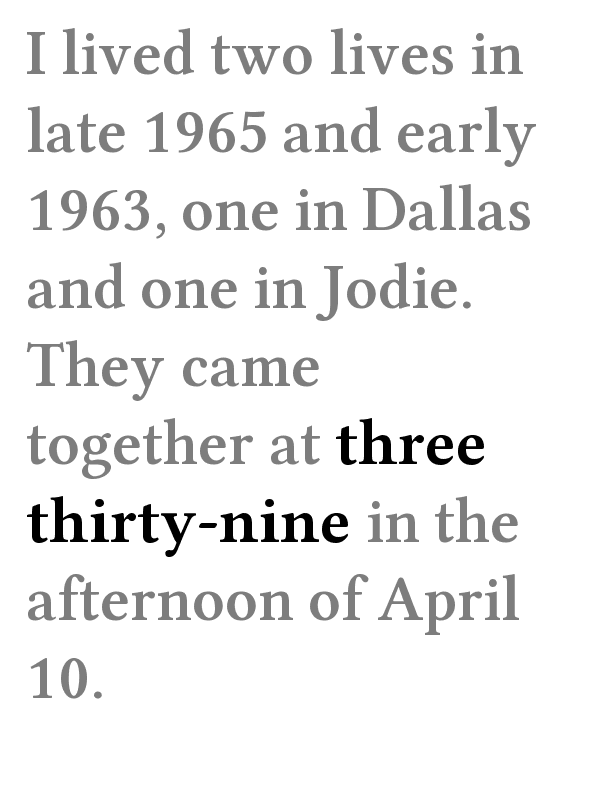 I lived two lives in
late 1965 and early
1963, one in Dallas
and one in Jodie.
They came
together at three
thirty-nine in the
afternoon of April
10.